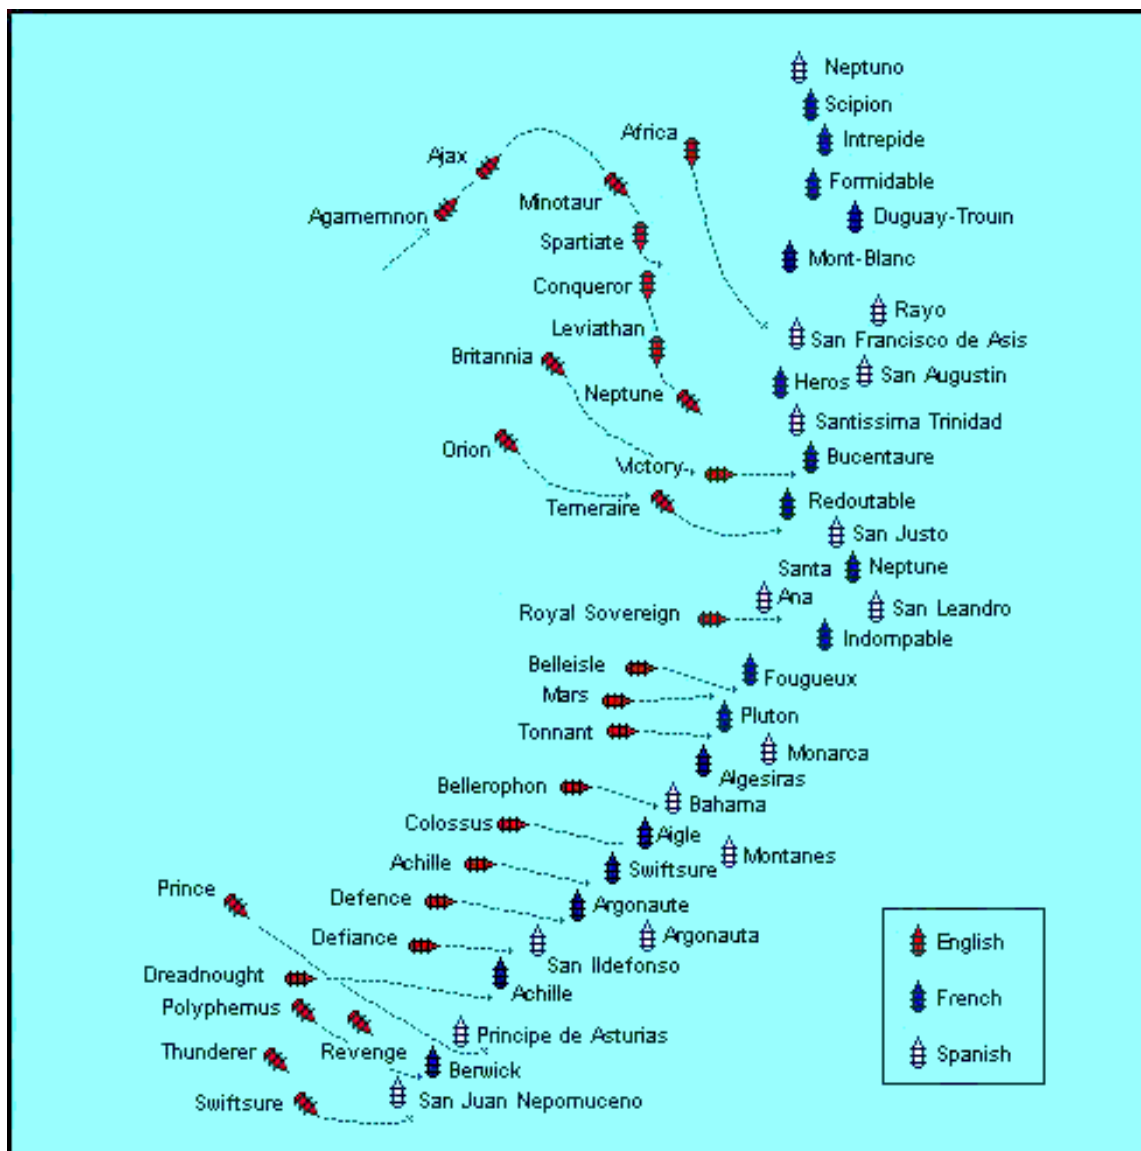 Neptuno
Scipion
Africa
Intrepide
Ajax
Formidable
Minotaur
Agamemnon
Duguay-Trouin
Spartiate
Mont-Blanc
Conqueror
Rayo
Leviathan
San Francisco de Asis
Britannia
San Augustin
Heros
Neptune
Santissima Trinidad
Orion
Bucentaure
Victory
Redoutable
Temeraire
San Justo
Santa
Ana
Neptune
San Leandro
Royal Sovereign
Indompable
Belleisle
Fougueux
Mars
Pluton
Tonnant
Monarca
Algesiras
Bellerophon
Bahama
Colossus
Aigle
Montanes
Achille
Swiftsure
Prince
Defence
Argonaute
Defiance
Argonauta
San Ildefonso
Dreadnought
Achille
Polyphemus
Principe de Asturias
Revenge
Thunderer
Berwick
San Juan Nepomuceno
Swiftsure
English
French
Spanish